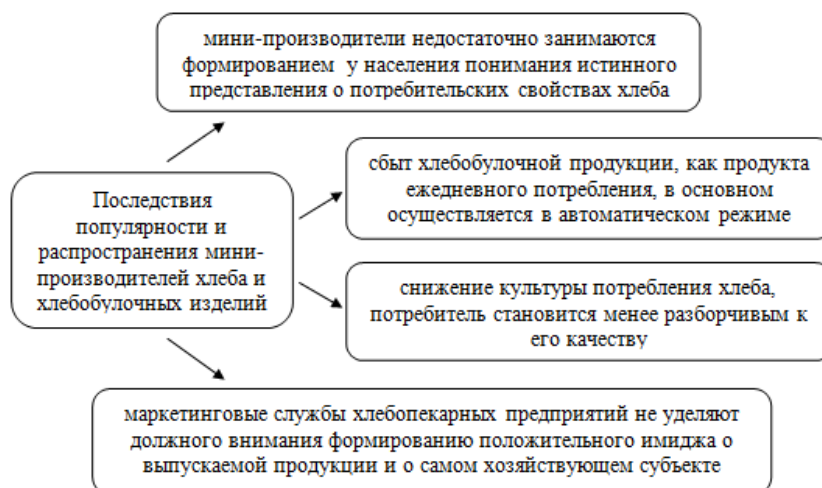 мини-производители недостаточно занимаются
формированием у населения понимания истинного
представления о потребительских свойствах хлеба
сбыт хлебобулочной продукции, как продукта
ежедневного потребления, в основном
осуществляется в автоматическом режиме
Последствия
популярности и
распространения мини-
производителей хлеба и
хлебобулочных изделий
снижение культуры потребления хлеба,
потребитель становится менее разборчивым к
его качеству
маркетинговые службы хлебопекарных предприятий не уделяют
должного внимания формированию положительного имиджа о
выпускаемой продукции и о самом хозяйствующем субъекте